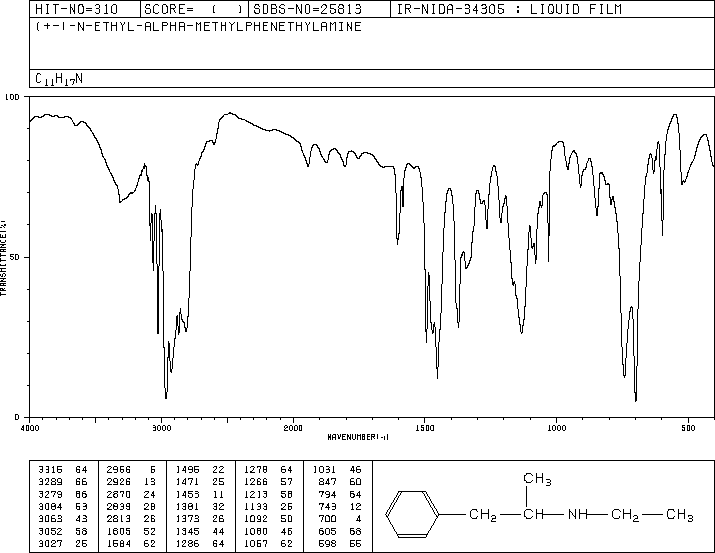 HIT-NO=310 SCORE= ( ) SDBS-NO=25813 IR-NIDA-34305 : LIQUID FILM
(+-)-N-ETHYL-ALPHA-METHYLPHENETHYLAMINE
C11H17N
100
50
0
TRANSMITTANCE(%)
4000 3000 2000 1500 1000 500
WAVENUMBER(-1)
3315 64 2966 5 1495 22 1278 64 1031 46
3289 66 2926 13 1471 25 1266 57 847 60
3279 66 2870 24 1453 11 1213 58 794 64
3084 53 2839 28 1381 32 1133 25 743 12
3063 43 2813 26 1373 26 1092 50 700 4
3052 58 1605 52 1345 44 1080 46 605 58
3027 25 1584 62 1286 64 1057 62 598 55
CH3
CH2 CH NH CH2 CH3